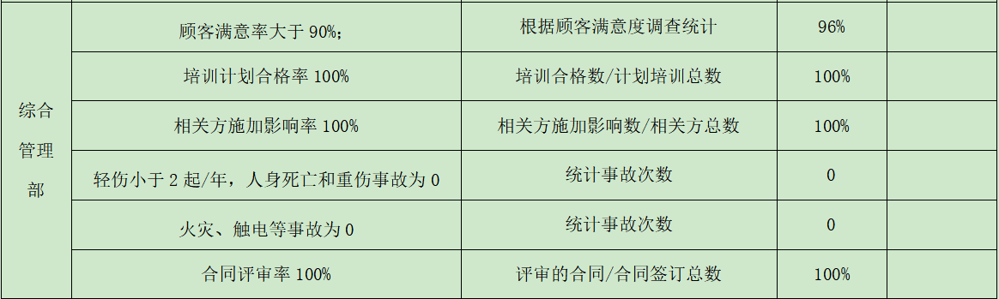 综合
管理
部
顾客满意率大于 90%；
根据顾客满意度调查统计
96%
培训计划合格率 100%
培训合格数/计划培训总数
100%
相关方施加影响率 100%
相关方施加影响数/相关方总数
100%
轻伤小于 2 起/年，人身死亡和重伤事故为 0
统计事故次数
0
火灾、触电等事故为 0
统计事故次数
0
合同评审率 100%
评审的合同/合同签订总数
100%